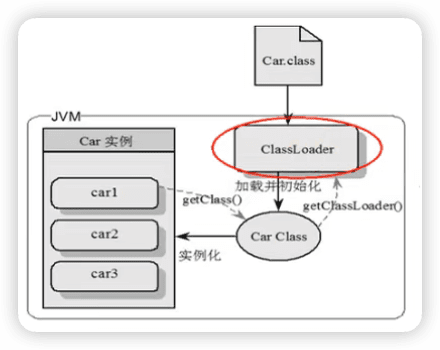 Car.class
JVM
Car 实例
ClassLoader
加载并初始化
car1
getClass()
getClassLoader()
car2
Car Class
实例化
car3